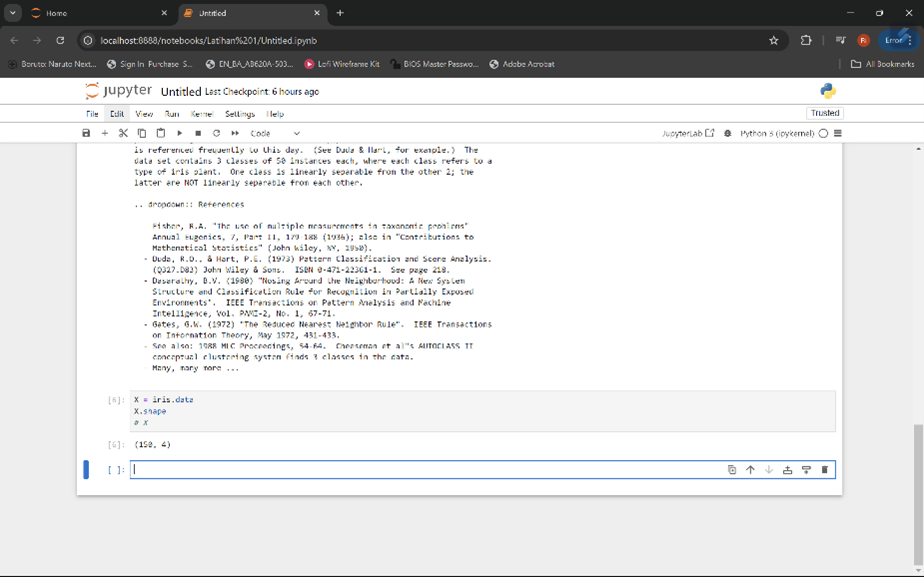 Home
Untitled
localhost:8888/notebooks/Latihan%201/Untitled.ipynb
Error
Boruto: Naruto Next...
Sign In Purchase S...
EN_BA_AB620A-503...
Lofi Wireframe Kit
BIOS Master Passwo...
Adobe Acrobat
All Bookmarks
jupyter Untitled Last Checkpoint: 6 hours ago
File Edit View Run Kernel Settings Help
Trusted
Code
JupyterLab
Python 3 (ipykernel)
is referenced frequently to this day. (See Duda & Hart, for example.) The
data set contains 3 classes of 50 instances each, where each class refers to a
type of iris plant. One class is linearly separable from the other 2; the
latter are NOT linearly separable from each other.
.. dropdown:: References
Fisher, R.A. "The use of multiple measurements in taxonomic problems"
Annual Eugenics, 7, Part II, 179-188 (1936); also in "Contributions to
Mathematical Statistics" (John Wiley, NY, 1950).
- Duda, R.O., & Hart, P.E. (1973) Pattern Classification and Scene Analysis.
(Q327.D83) John Wiley & Sons. ISBN 0-471-22361-1. See page 218.
- Dasarathy, B.V. (1980) "Nosing Around the Neighborhood: A New System
Structure and Classification Rule for Recognition in Partially Exposed
Environments". IEEE Transactions on Pattern Analysis and Machine
Intelligence, Vol. PAMI-2, No. 1, 67-71.
- Gates, G.W. (1972) "The Reduced Nearest Neighbor Rule". IEEE Transactions
on Information Theory, May 1972, 431-433.
- See also: 1988 MLC Proceedings, 54-64. Cheeseman et al"s AUTOCLASS II
conceptual clustering system finds 3 classes in the data.
Many, many more ...
[6]: X = iris.data
X.shape
# X
[6]: (150, 4)
[ ]: